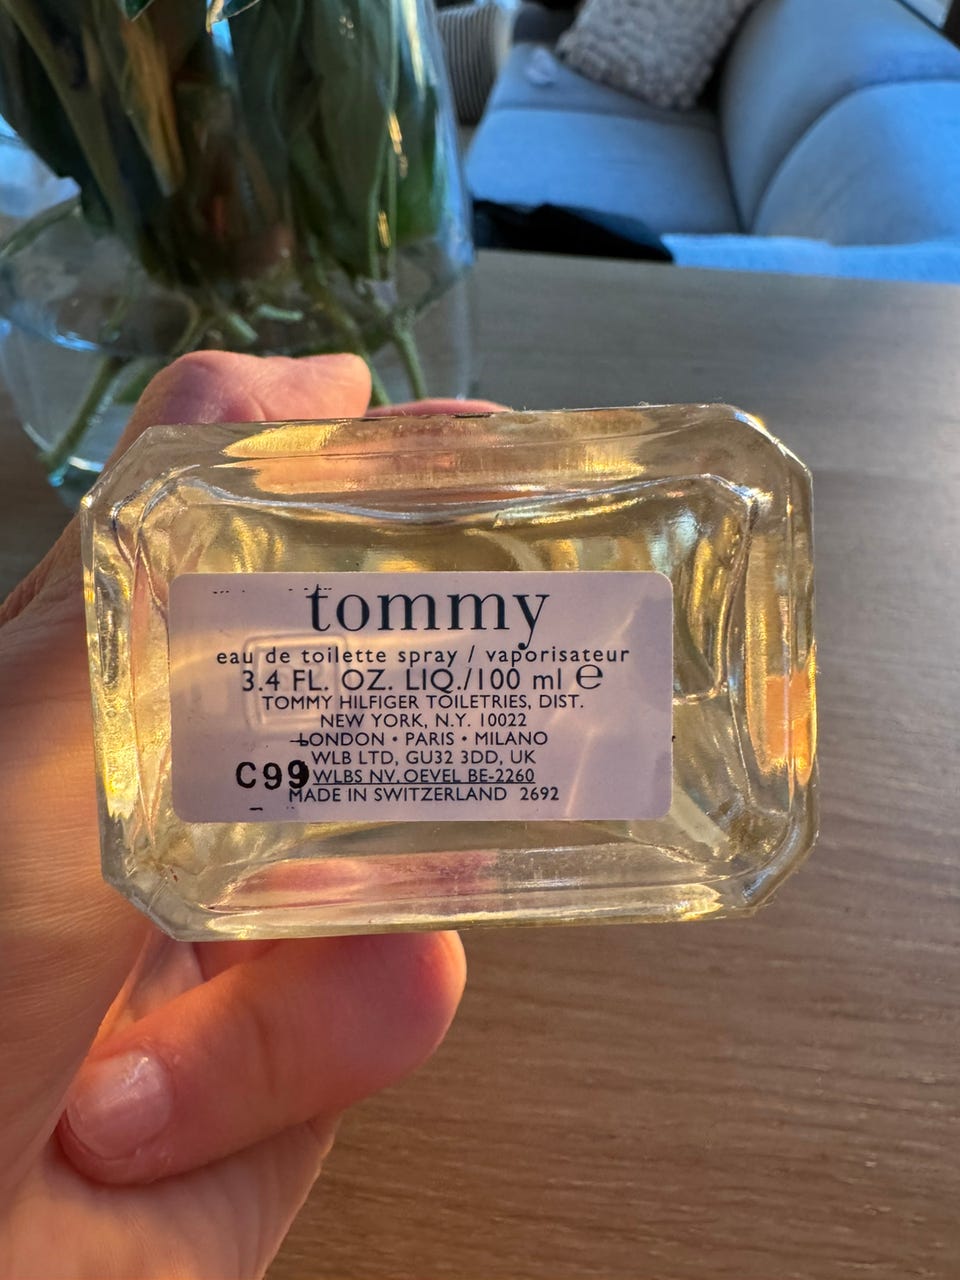 tommy
eau de toilette spray / vaporisateur
3.4 FL. OZ. LIQ./100 ml ℮
TOMMY HILFIGER TOILETRIES, DIST.
NEW YORK, N.Y. 10022
LONDON • PARIS • MILANO
WLB LTD, GU32 3DD, UK
C99 WLBS NV, OEVEL BE-2260
MADE IN SWITZERLAND 2692